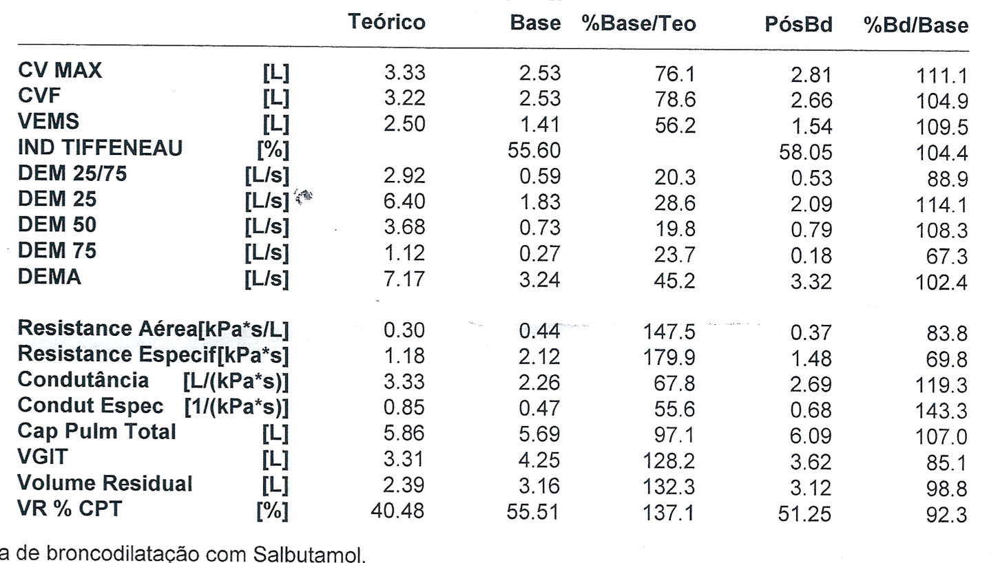 Teórico Base %Base/Teo PósBd %Bd/Base
CV MAX [L] 3.33 2.53 76.1 2.81 111.1
CVF [L] 3.22 2.53 78.6 2.66 104.9
VEMS [L] 2.50 1.41 56.2 1.54 109.5
IND TIFFENEAU [%] 55.60 58.05 104.4
DEM 25/75 [L/s] 2.92 0.59 20.3 0.53 88.9
DEM 25 [L/s] 6.40 1.83 28.6 2.09 114.1
DEM 50 [L/s] 3.68 0.73 19.8 0.79 108.3
DEM 75 [L/s] 1.12 0.27 23.7 0.18 67.3
DEMA [L/s] 7.17 3.24 45.2 3.32 102.4
Resistance Aérea[kPa*s/L] 0.30 0.44 147.5 0.37 83.8
Resistance Especif[kPa*s] 1.18 2.12 179.9 1.48 69.8
Condutância [L/(kPa*s)] 3.33 2.26 67.8 2.69 119.3
Condut Espec [1/(kPa*s)] 0.85 0.47 55.6 0.68 143.3
Cap Pulm Total [L] 5.86 5.69 97.1 6.09 107.0
VGIT [L] 3.31 4.25 128.2 3.62 85.1
Volume Residual [L] 2.39 3.16 132.3 3.12 98.8
VR % CPT [%] 40.48 55.51 137.1 51.25 92.3
a de broncodilatação com Salbutamol.